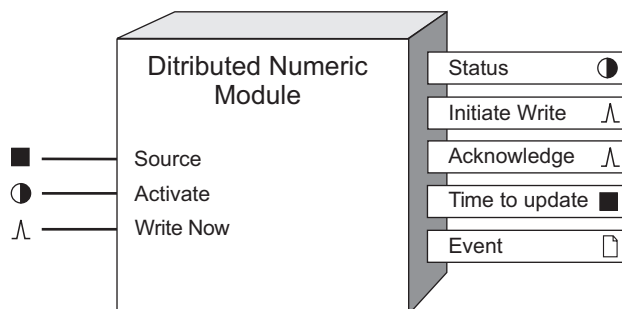 Ditributed Numeric
Module
Source
Activate
Write Now
Status
Initiate Write
Acknowledge
Time to update
Event